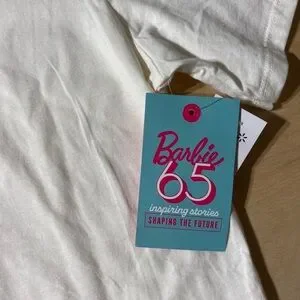 Barbie
65
inspiring stories
SHAPING THE FUTURE